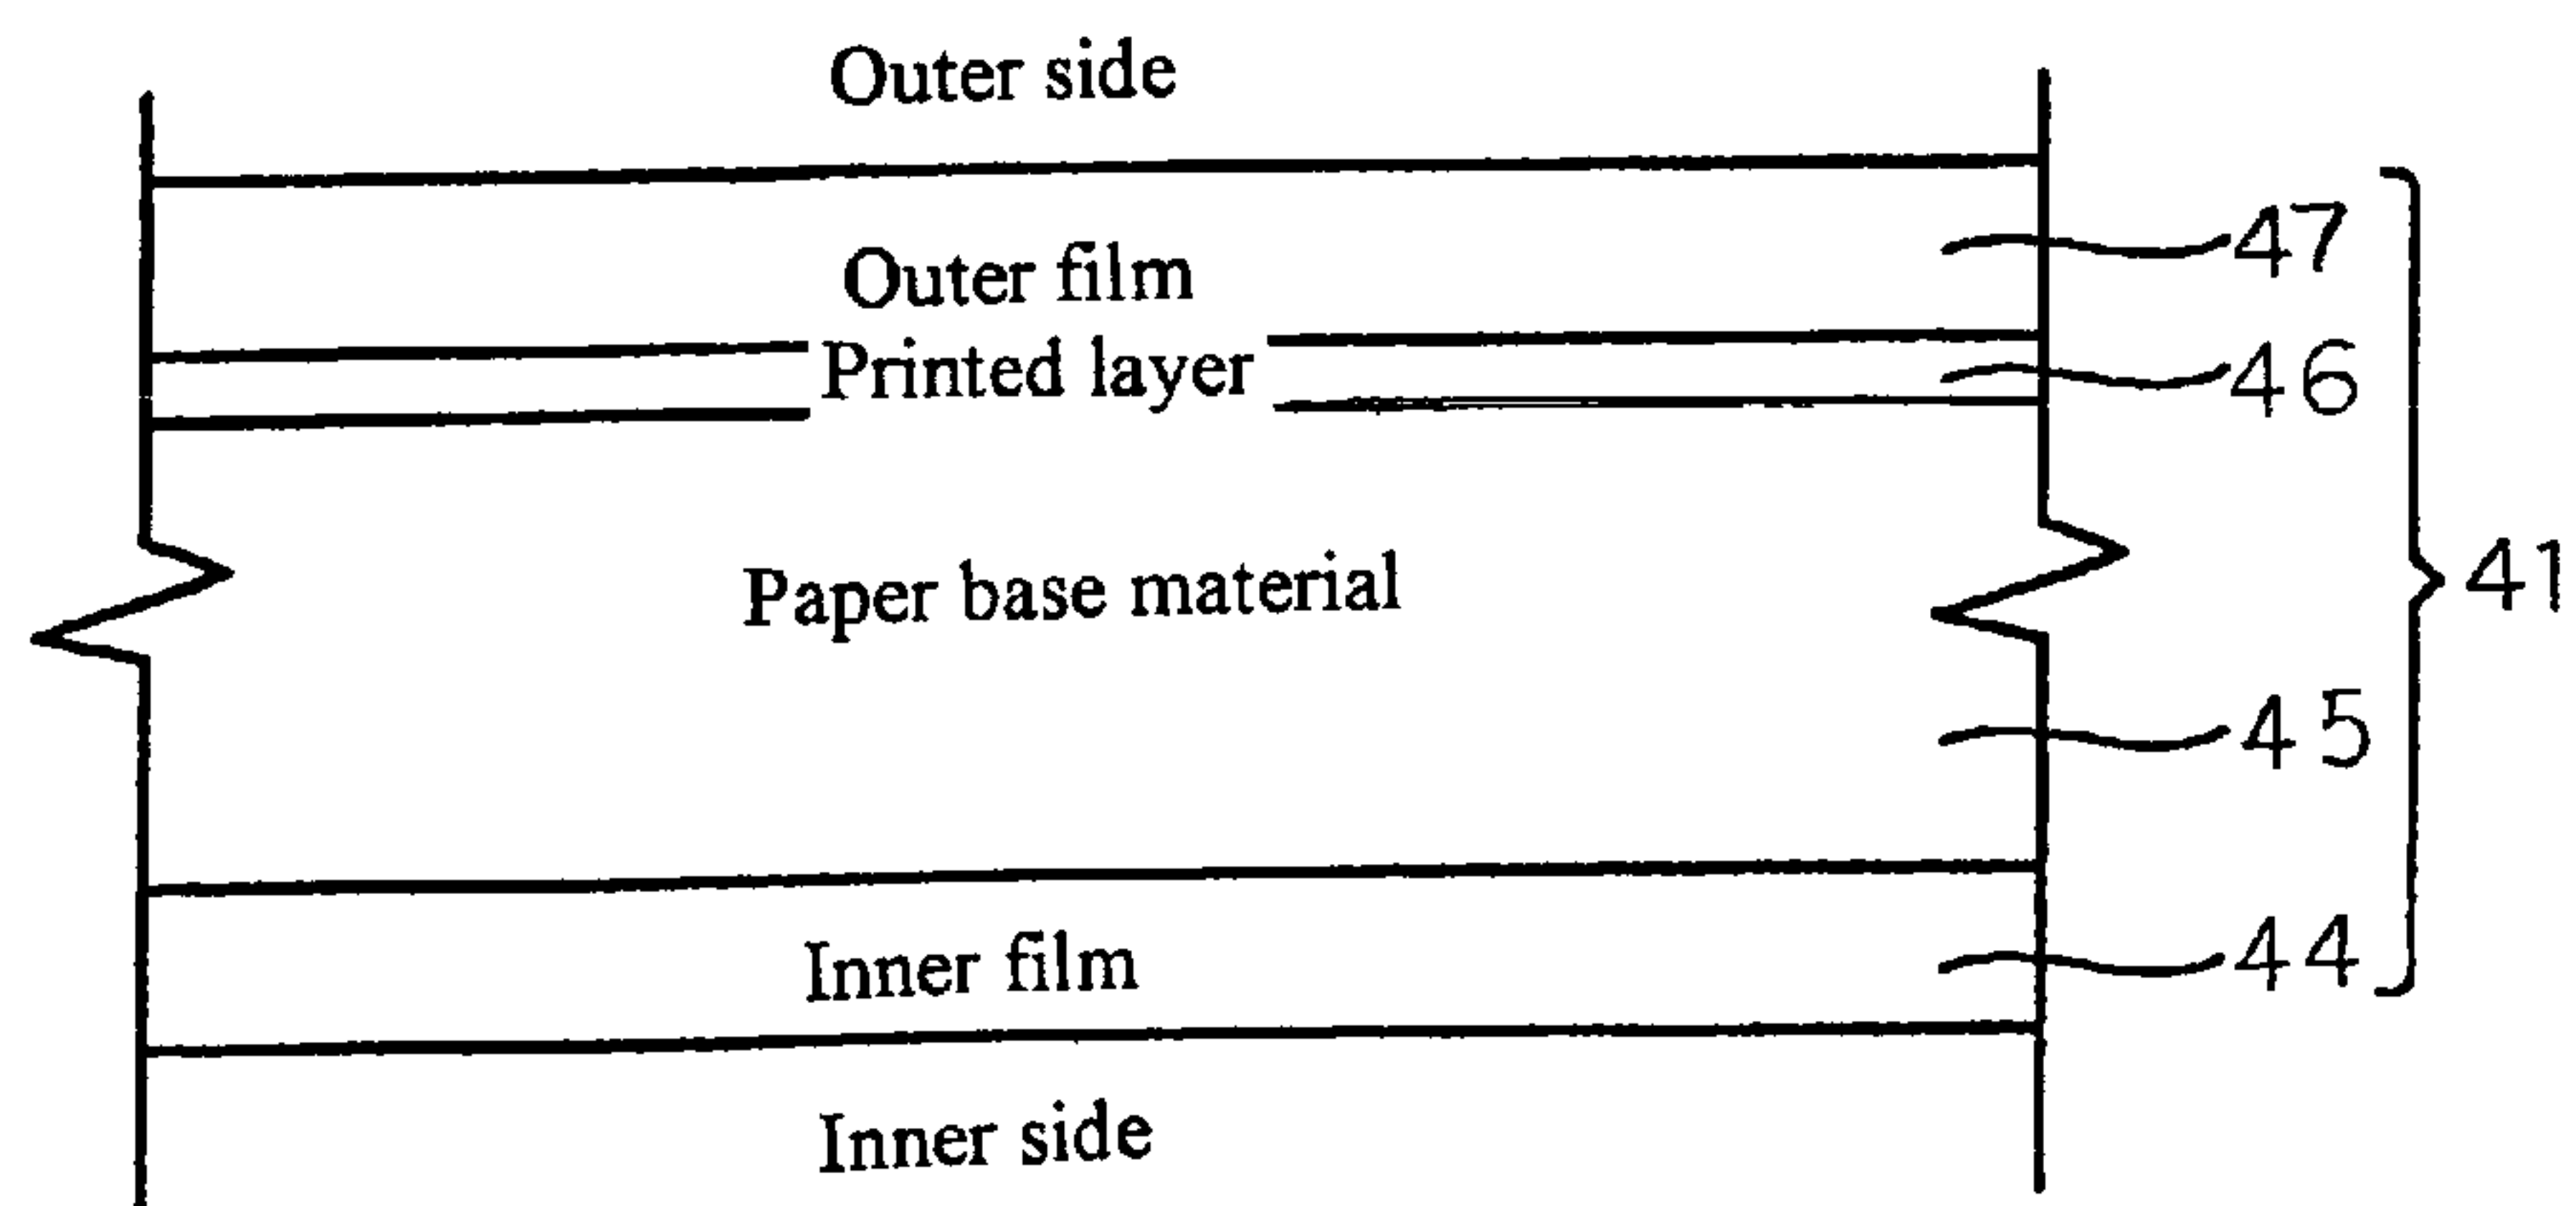 Outer side
Outer film 47
Printed layer 46
Paper base material 41
45
Inner film 44
Inner side